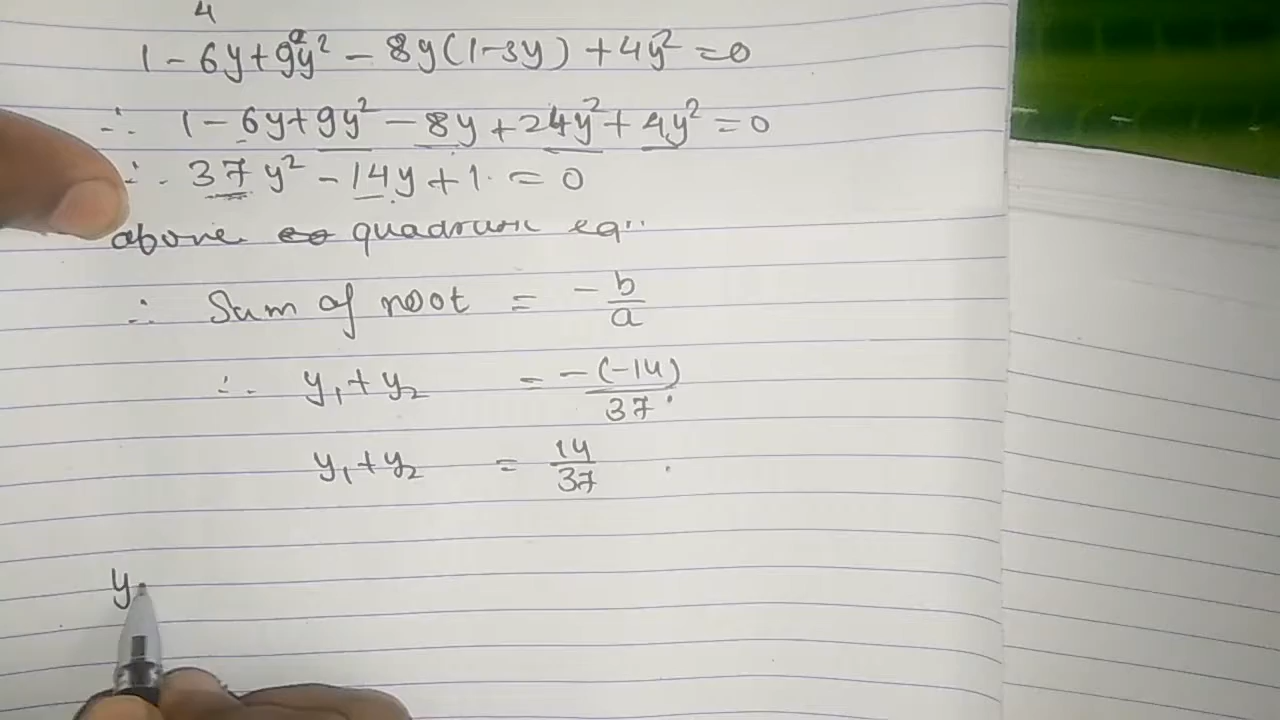 4
1 - 6y + 9y² - 8y(1-3y) + 4y² = 0
∴ 1 - 6y + 9y² - 8y + 24y² + 4y² = 0
∴ 37y² - 14y + 1 = 0
above quadratic eqⁿ
∴ Sum of root = -b/a
∴ y₁ + y₂ = -(-14)/37
y₁ + y₂ = 14/37
y